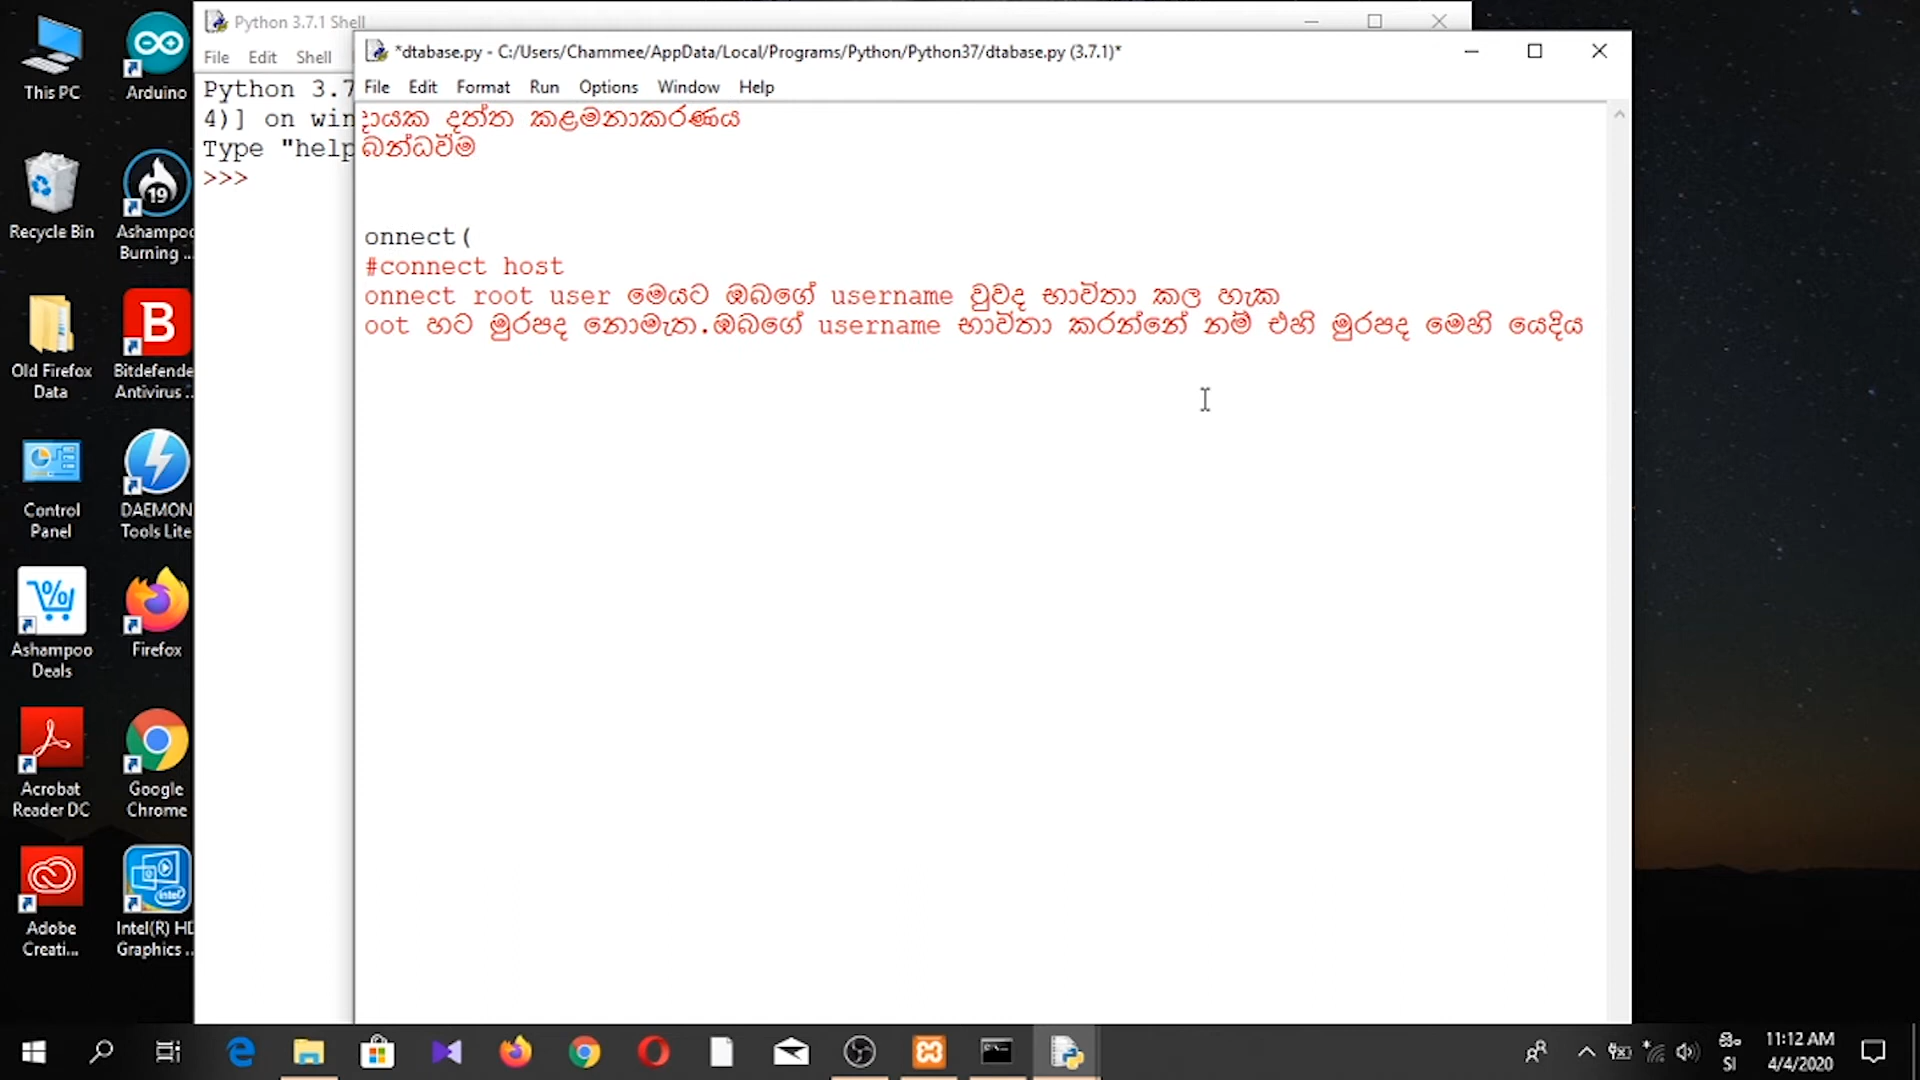 Python 3.7.1 Shell
File Edit Shell
Python 3.7
4)] on win
Type "help
>>>
*dtabase.py - C:/Users/Chammee/AppData/Local/Programs/Python/Python37/dtabase.py (3.7.1)*
File Edit Format Run Options Window Help
දායක දත්ත කළමනාකරණය
බන්ධවීම
onnect(
#connect host
onnect root user මෙයට ඔබගේ username වුවද භාවිතා කල හැක
oot හට මුරපද නොමැත.ඔබගේ username භාවිතා කරන්නේ නම් එහි මුරපද මෙහි යෙදිය
This PC
Arduino
Recycle Bin
Ashampoo
Burning ...
19
Old Firefox
Data
Bitdefende
Antivirus ...
Control
Panel
DAEMON
Tools Lite
Ashampoo
Deals
Firefox
Acrobat
Reader DC
Google
Chrome
Adobe
Creati...
Intel(R) HD
Graphics ...
සිං
SI
11:12 AM
4/4/2020